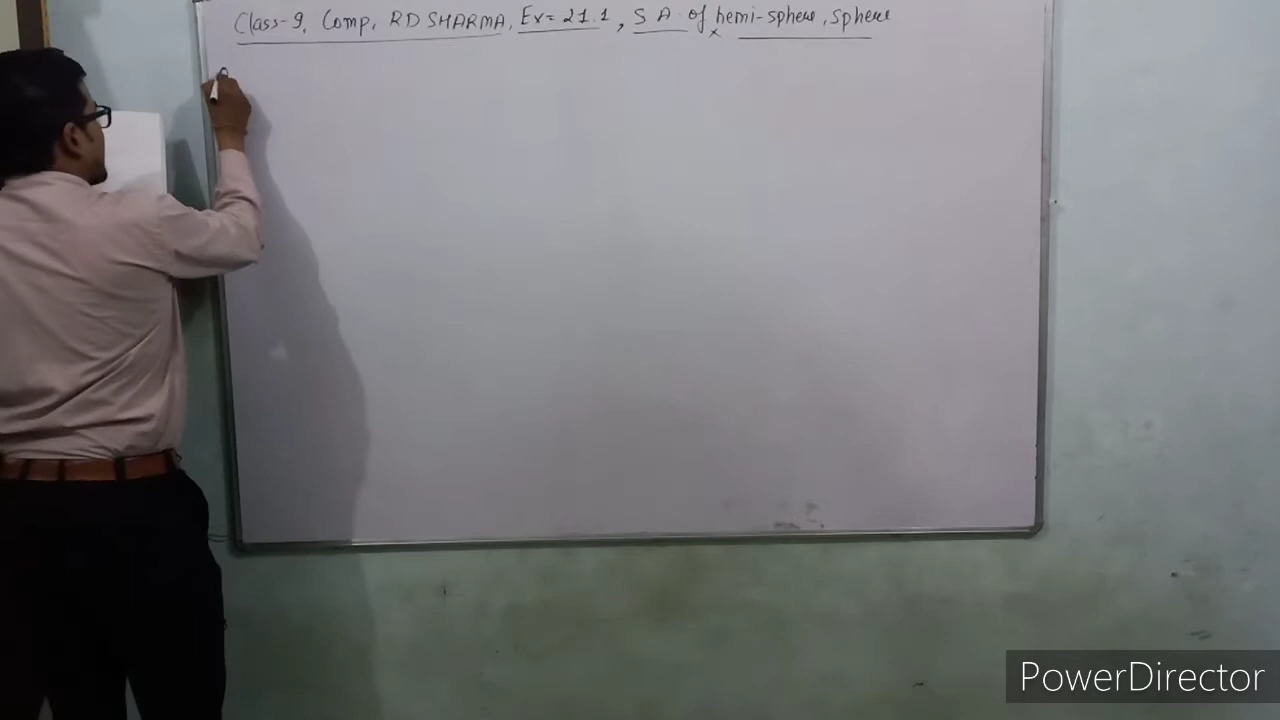 Class-9, Comp, RD SHARMA, Ex= 21.1, S A of hemi-sphere, Sphere
PowerDirector